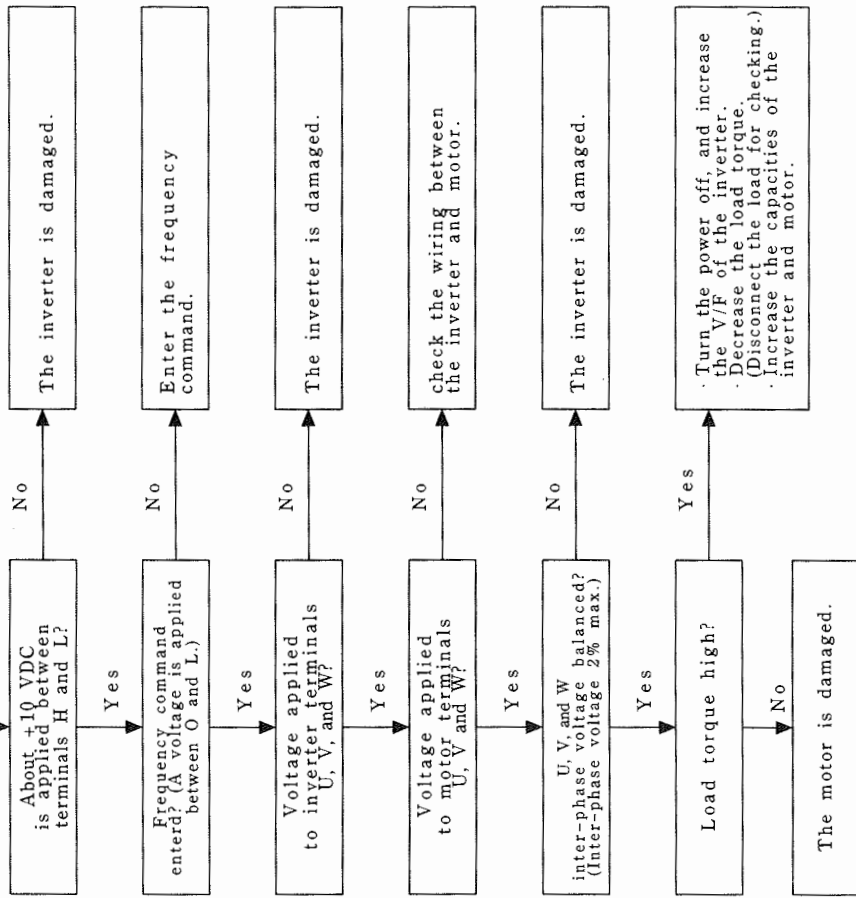 About +10 VDC
is applied between
terminals H and L?
No
The inverter is damaged.
Yes
Frequency command
enterd? (A voltage is applied
between O and L.)
No
Enter the frequency
command.
Yes
Voltage applied
to inverter terminals
U, V, and W?
No
The inverter is damaged.
Yes
Voltage applied
to motor terminals
U, V and W?
No
check the wiring between
the inverter and motor.
Yes
U, V, and W
inter-phase voltage balanced?
(Inter-phase voltage 2% max.)
No
The inverter is damaged.
Yes
Load torque high?
Yes
· Turn the power off, and increase
the V/F of the inverter.
· Decrease the load torque.
(Disconnect the load for checking.)
· Increase the capacities of the
inverter and motor.
No
The motor is damaged.